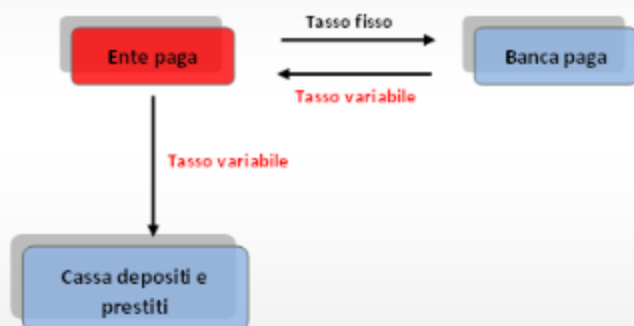 Tasso fisso
Ente paga
Banca paga
Tasso variabile
Tasso variabile
Cassa depositi e
prestiti